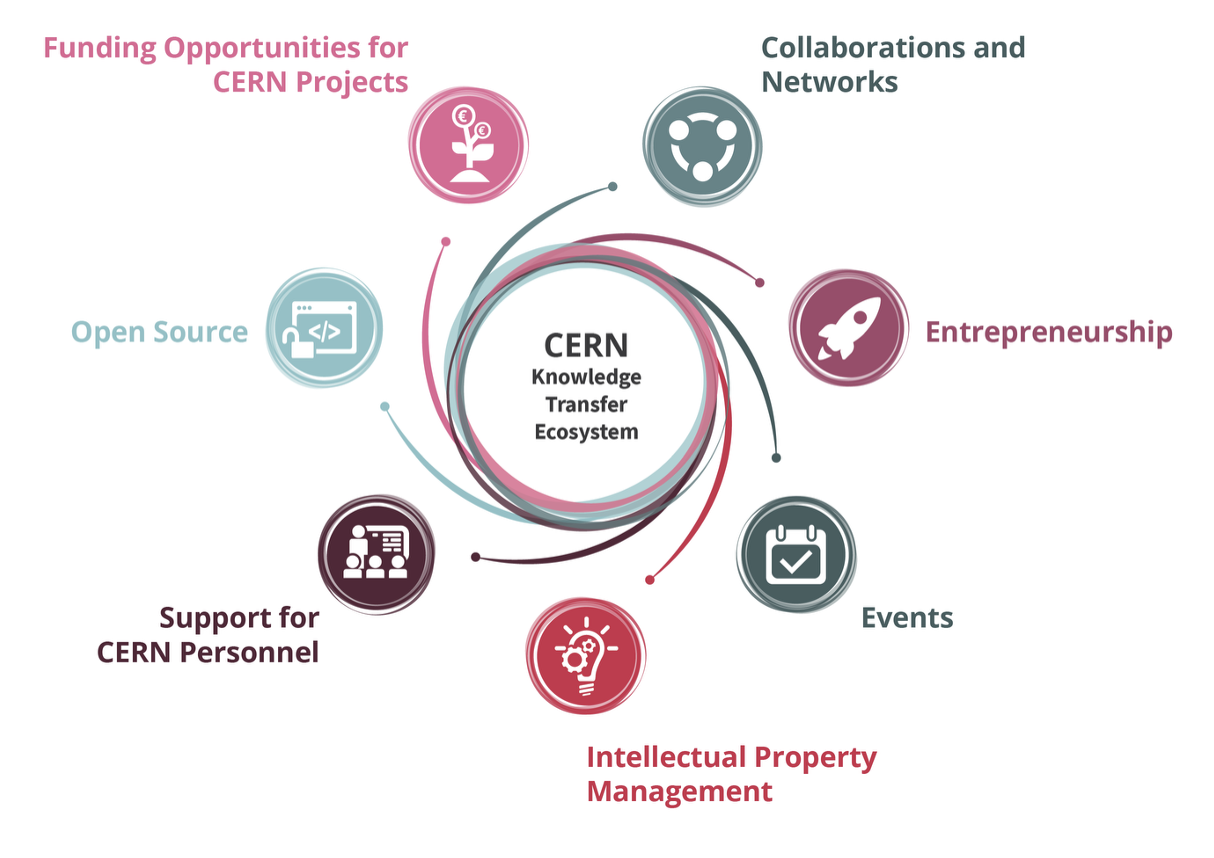 Funding Opportunities for
CERN Projects
Collaborations and
Networks
€
€
Open Source
</>
Entrepreneurship
CERN
Knowledge
Transfer
Ecosystem
Support for
CERN Personnel
Events
Intellectual Property
Management